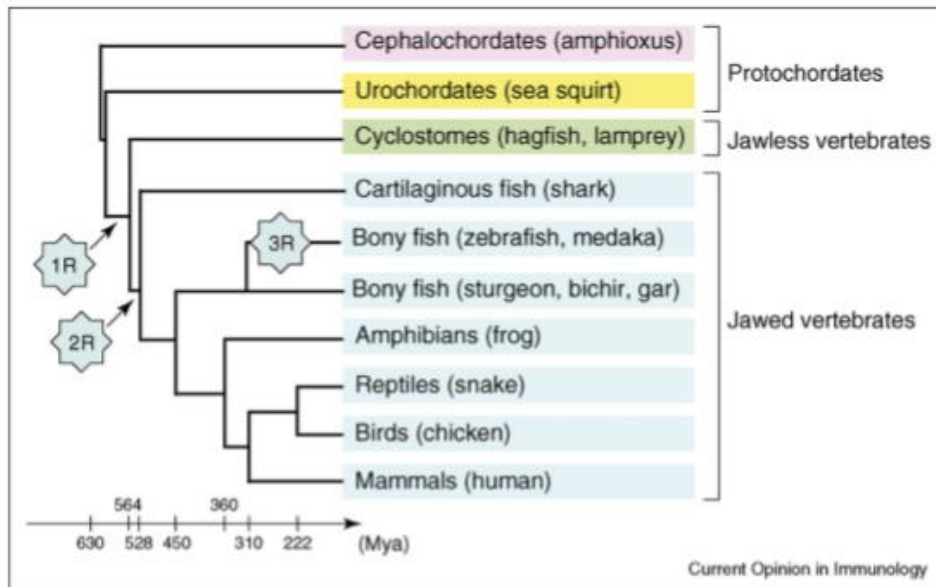 Cephalochordates (amphioxus)
Urochordates (sea squirt)
Protochordates
Cyclostomes (hagfish, lamprey)
Jawless vertebrates
Cartilaginous fish (shark)
1R
3R
Bony fish (zebrafish, medaka)
Bony fish (sturgeon, bichir, gar)
2R
Jawed vertebrates
Amphibians (frog)
Reptiles (snake)
Birds (chicken)
Mammals (human)
564 360
630 528 450 310 222 (Mya)
Current Opinion in Immunology